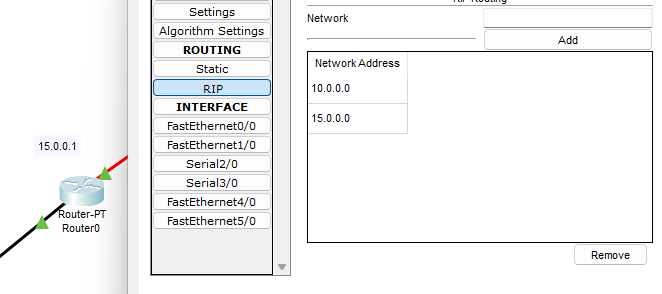 RIP Routing
Settings
Network
Algorithm Settings
Add
ROUTING
Static
Network Address
RIP
10.0.0.0
INTERFACE
15.0.0.0
FastEthernet0/0
15.0.0.1
FastEthernet1/0
Serial2/0
Serial3/0
FastEthernet4/0
Router-PT
Router0
FastEthernet5/0
Remove